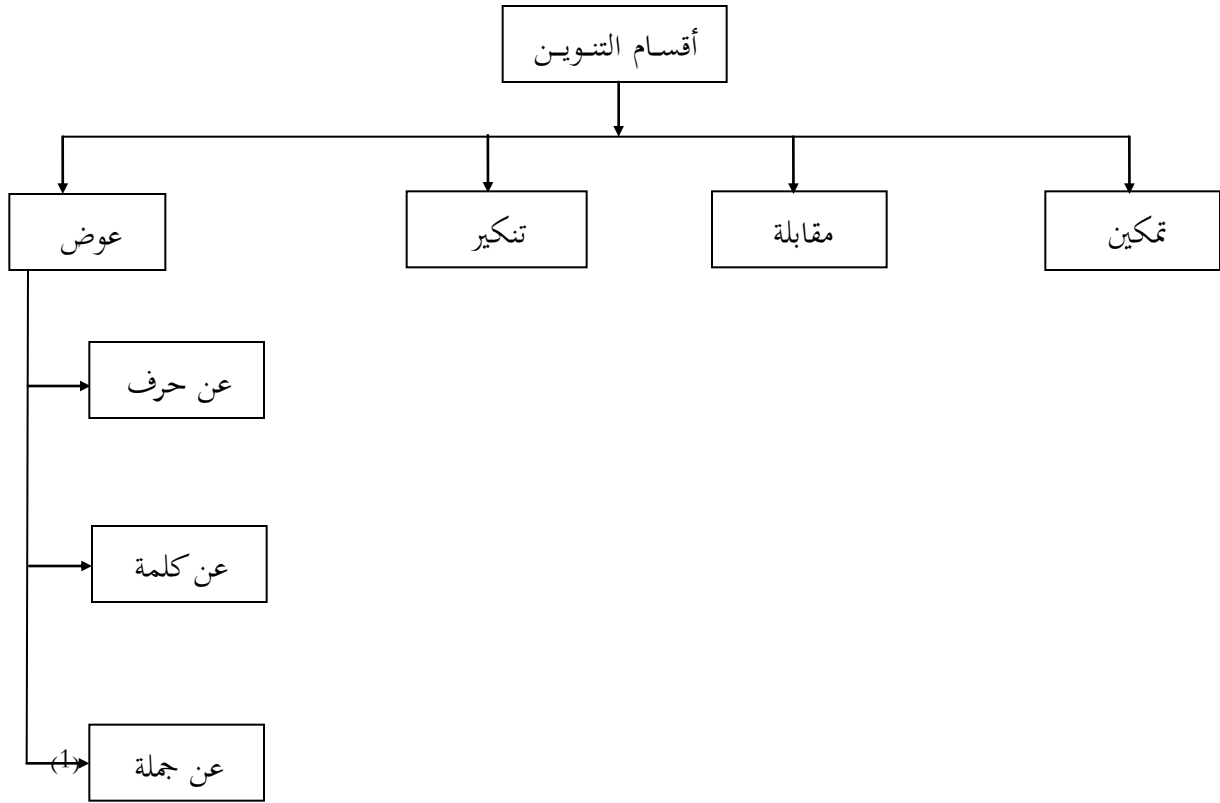 أقسام التنوين
تمكين
مقابلة
تنكير
عوض
عن حرف
عن كلمة
عن جملة
(1)